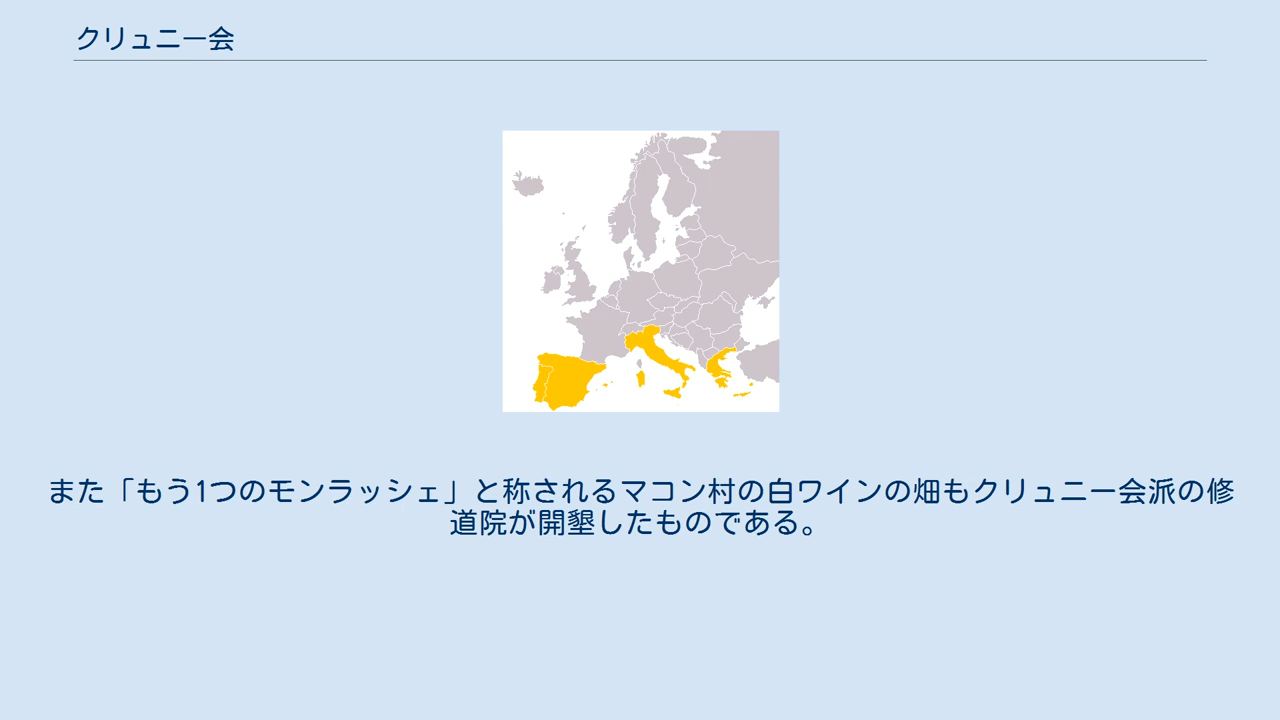 クリュニー会
また「もう1つのモンラッシェ」と称されるマコン村の白ワインの畑もクリュニー会派の修
道院が開墾したものである。